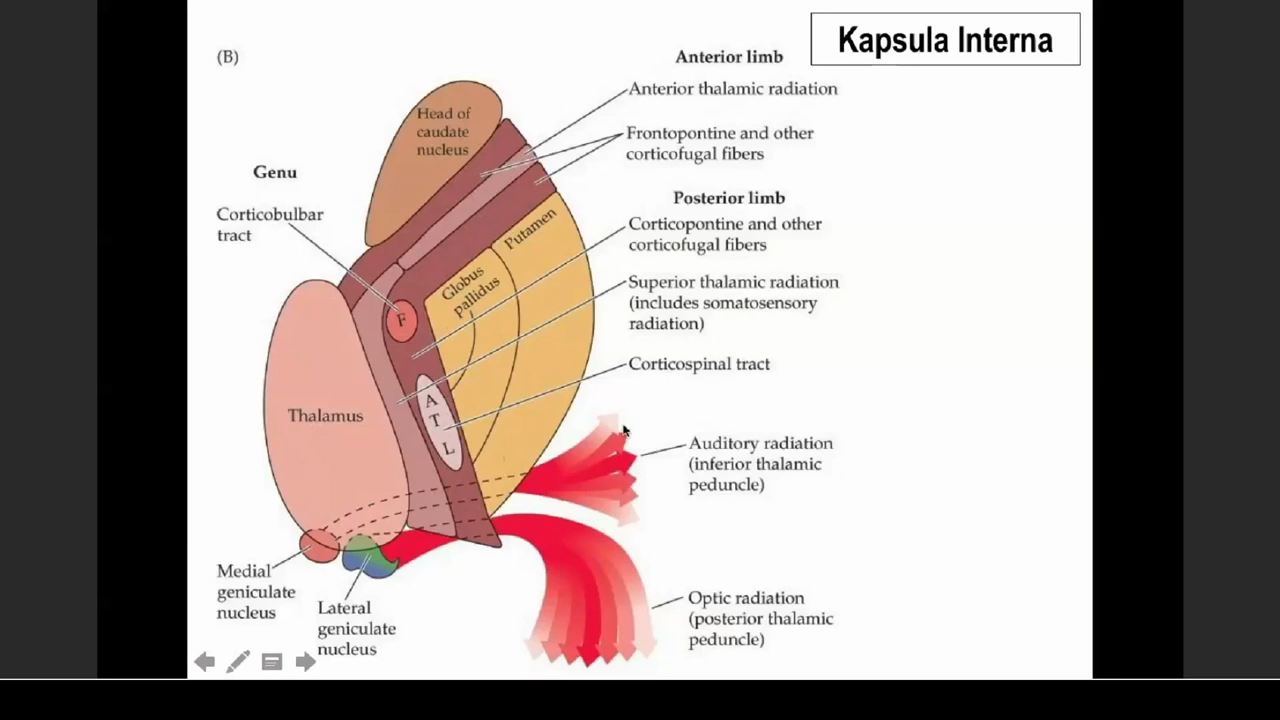 Kapsula Interna
(B)
Anterior limb
Anterior thalamic radiation
Head of
caudate
nucleus
Frontopontine and other
corticofugal fibers
Genu
Posterior limb
Corticobulbar
tract
Corticopontine and other
corticofugal fibers
Putamen
Globus
pallidus
Superior thalamic radiation
(includes somatosensory
radiation)
F
Corticospinal tract
A
T
L
Thalamus
Auditory radiation
(inferior thalamic
peduncle)
Medial
geniculate
nucleus
Lateral
geniculate
nucleus
Optic radiation
(posterior thalamic
peduncle)